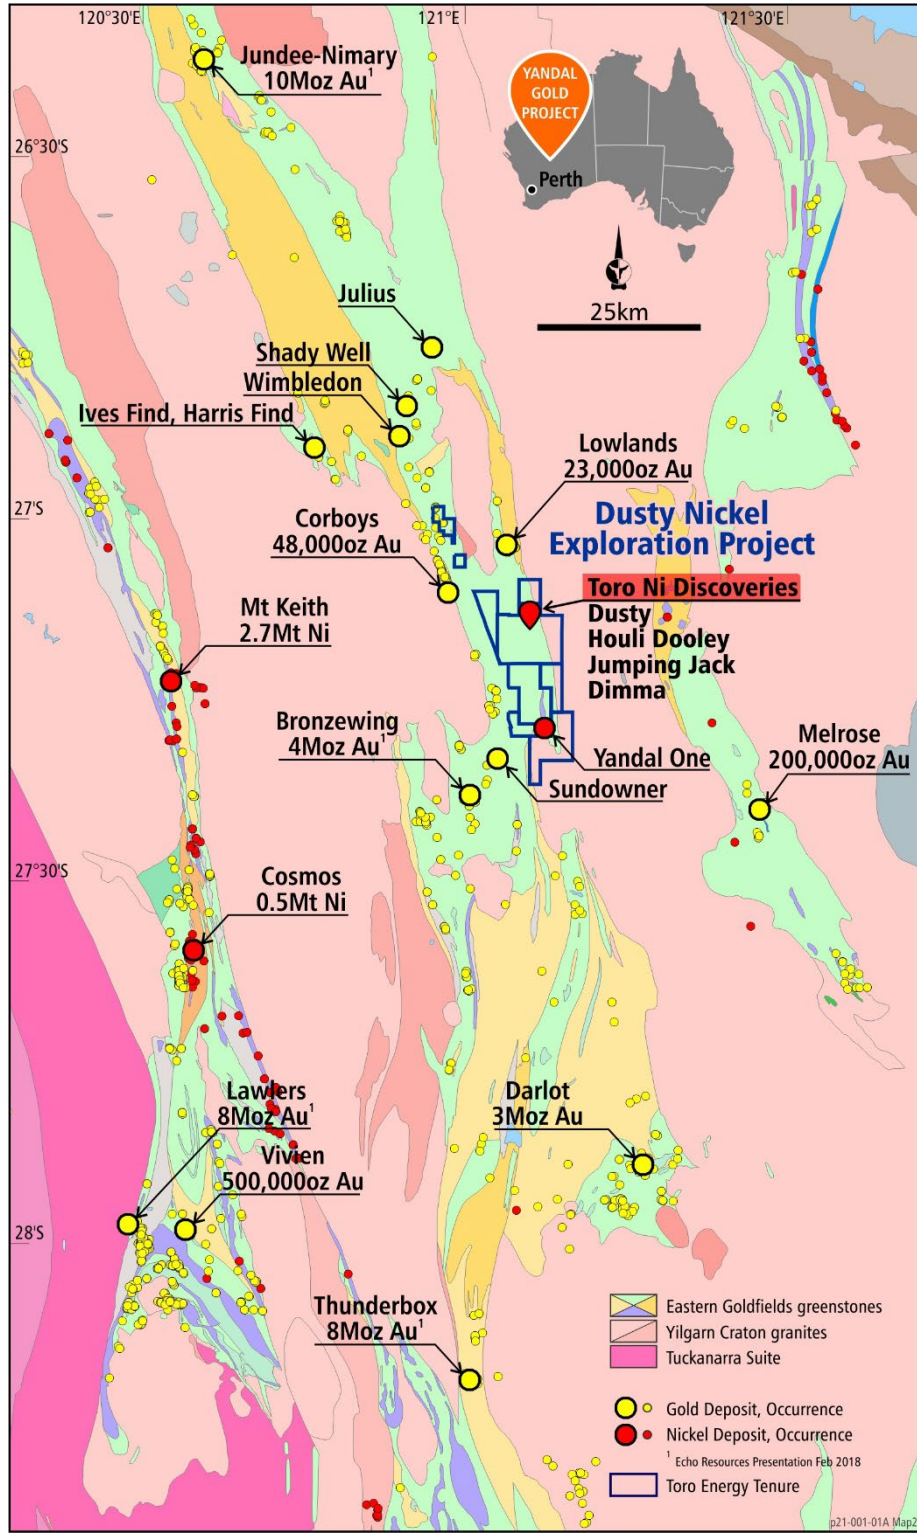 120°30'E
121°E
121°30'E
Jundee-Nimary
10Moz Au¹
YANDAL
GOLD
PROJECT
Perth
26°30'S
25km
Julius
Shady Well
Wimbledon
Ives Find, Harris Find
Lowlands
23,000oz Au
27°S
Corboys
48,000oz Au
Dusty Nickel
Exploration Project
Toro Ni Discoveries
Dusty
Houli Dooley
Jumping Jack
Dimma
Mt Keith
2.7Mt Ni
Bronzewing
4Moz Au¹
Yandal One
Sundowner
Melrose
200,000oz Au
27°30'S
Cosmos
0.5Mt Ni
Lawlers
8Moz Au¹
Vivien
500,000oz Au
Darlot
3Moz Au
28°S
Thunderbox
8Moz Au¹
Eastern Goldfields greenstones
Yilgarn Craton granites
Tuckanarra Suite
Gold Deposit, Occurrence
Nickel Deposit, Occurrence
¹ Echo Resources Presentation Feb 2018
Toro Energy Tenure
p21-001-01A Map2